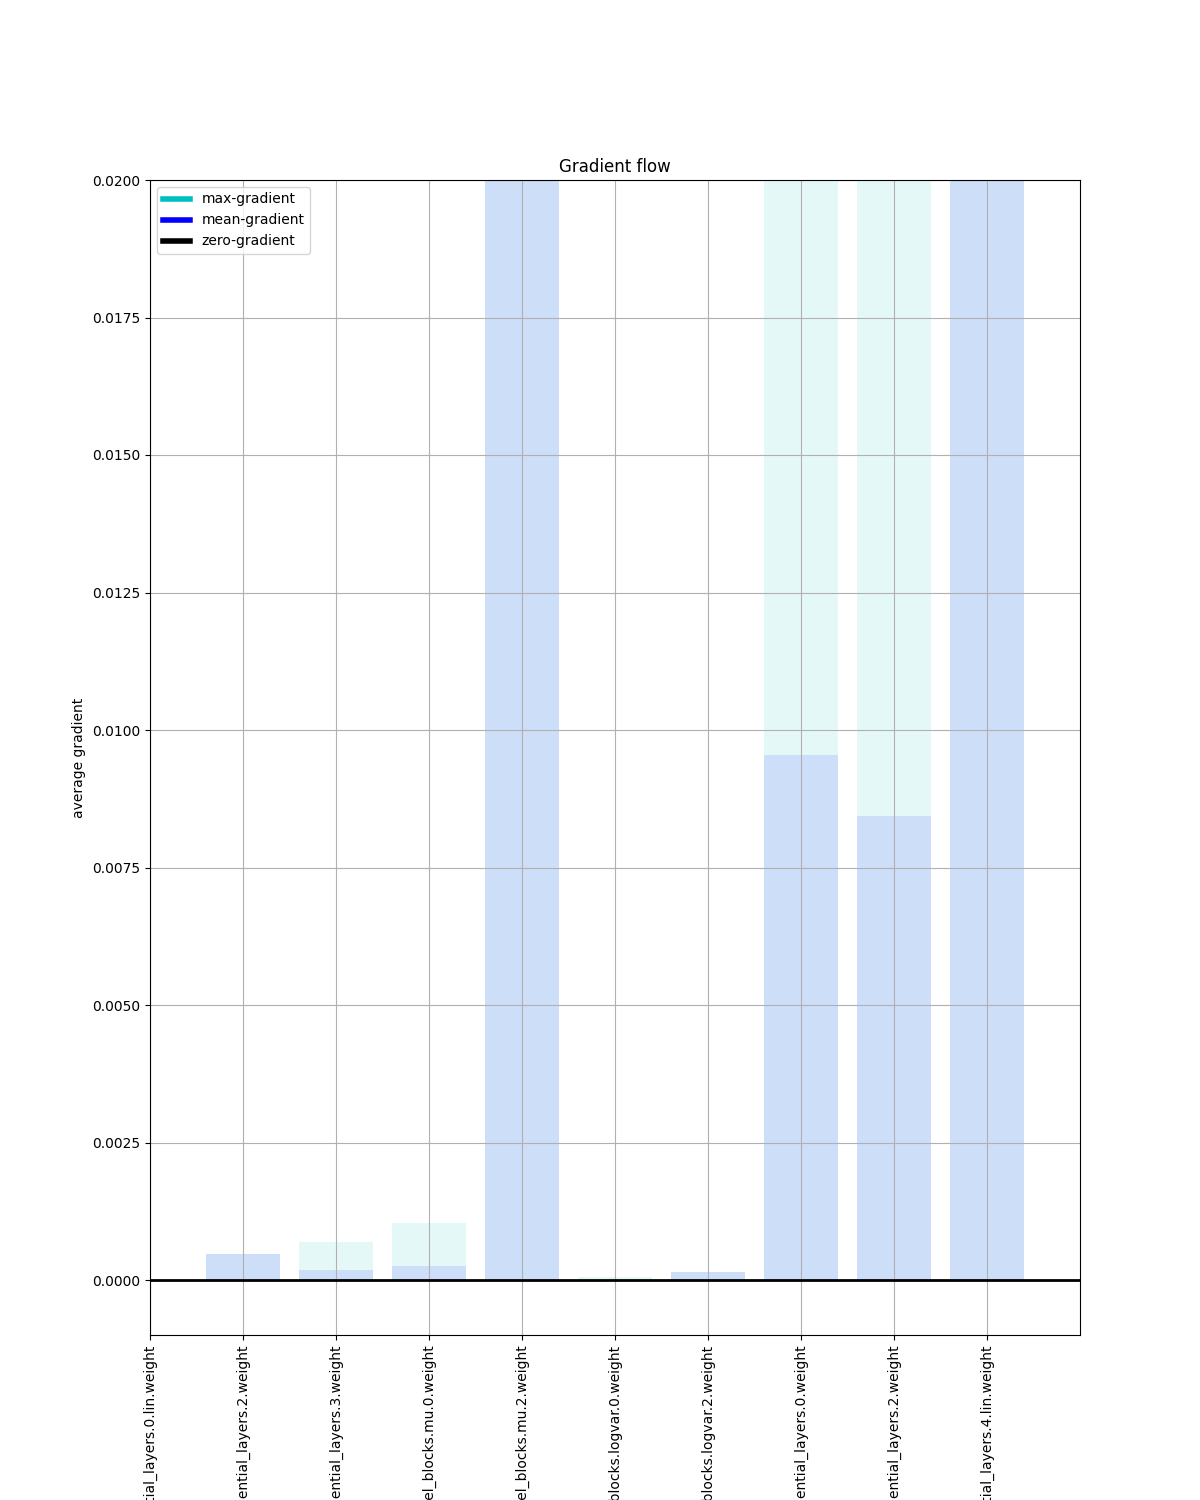 Gradient flow
max-gradient
mean-gradient
zero-gradient
0.0200
0.0175
0.0150
0.0125
0.0100
0.0075
0.0050
0.0025
0.0000
average gradient
tial_layers.0.lin.weight
ential_layers.2.weight
ential_layers.3.weight
el_blocks.mu.0.weight
el_blocks.mu.2.weight
blocks.logvar.0.weight
blocks.logvar.2.weight
ential_layers.0.weight
ential_layers.2.weight
tial_layers.4.lin.weight